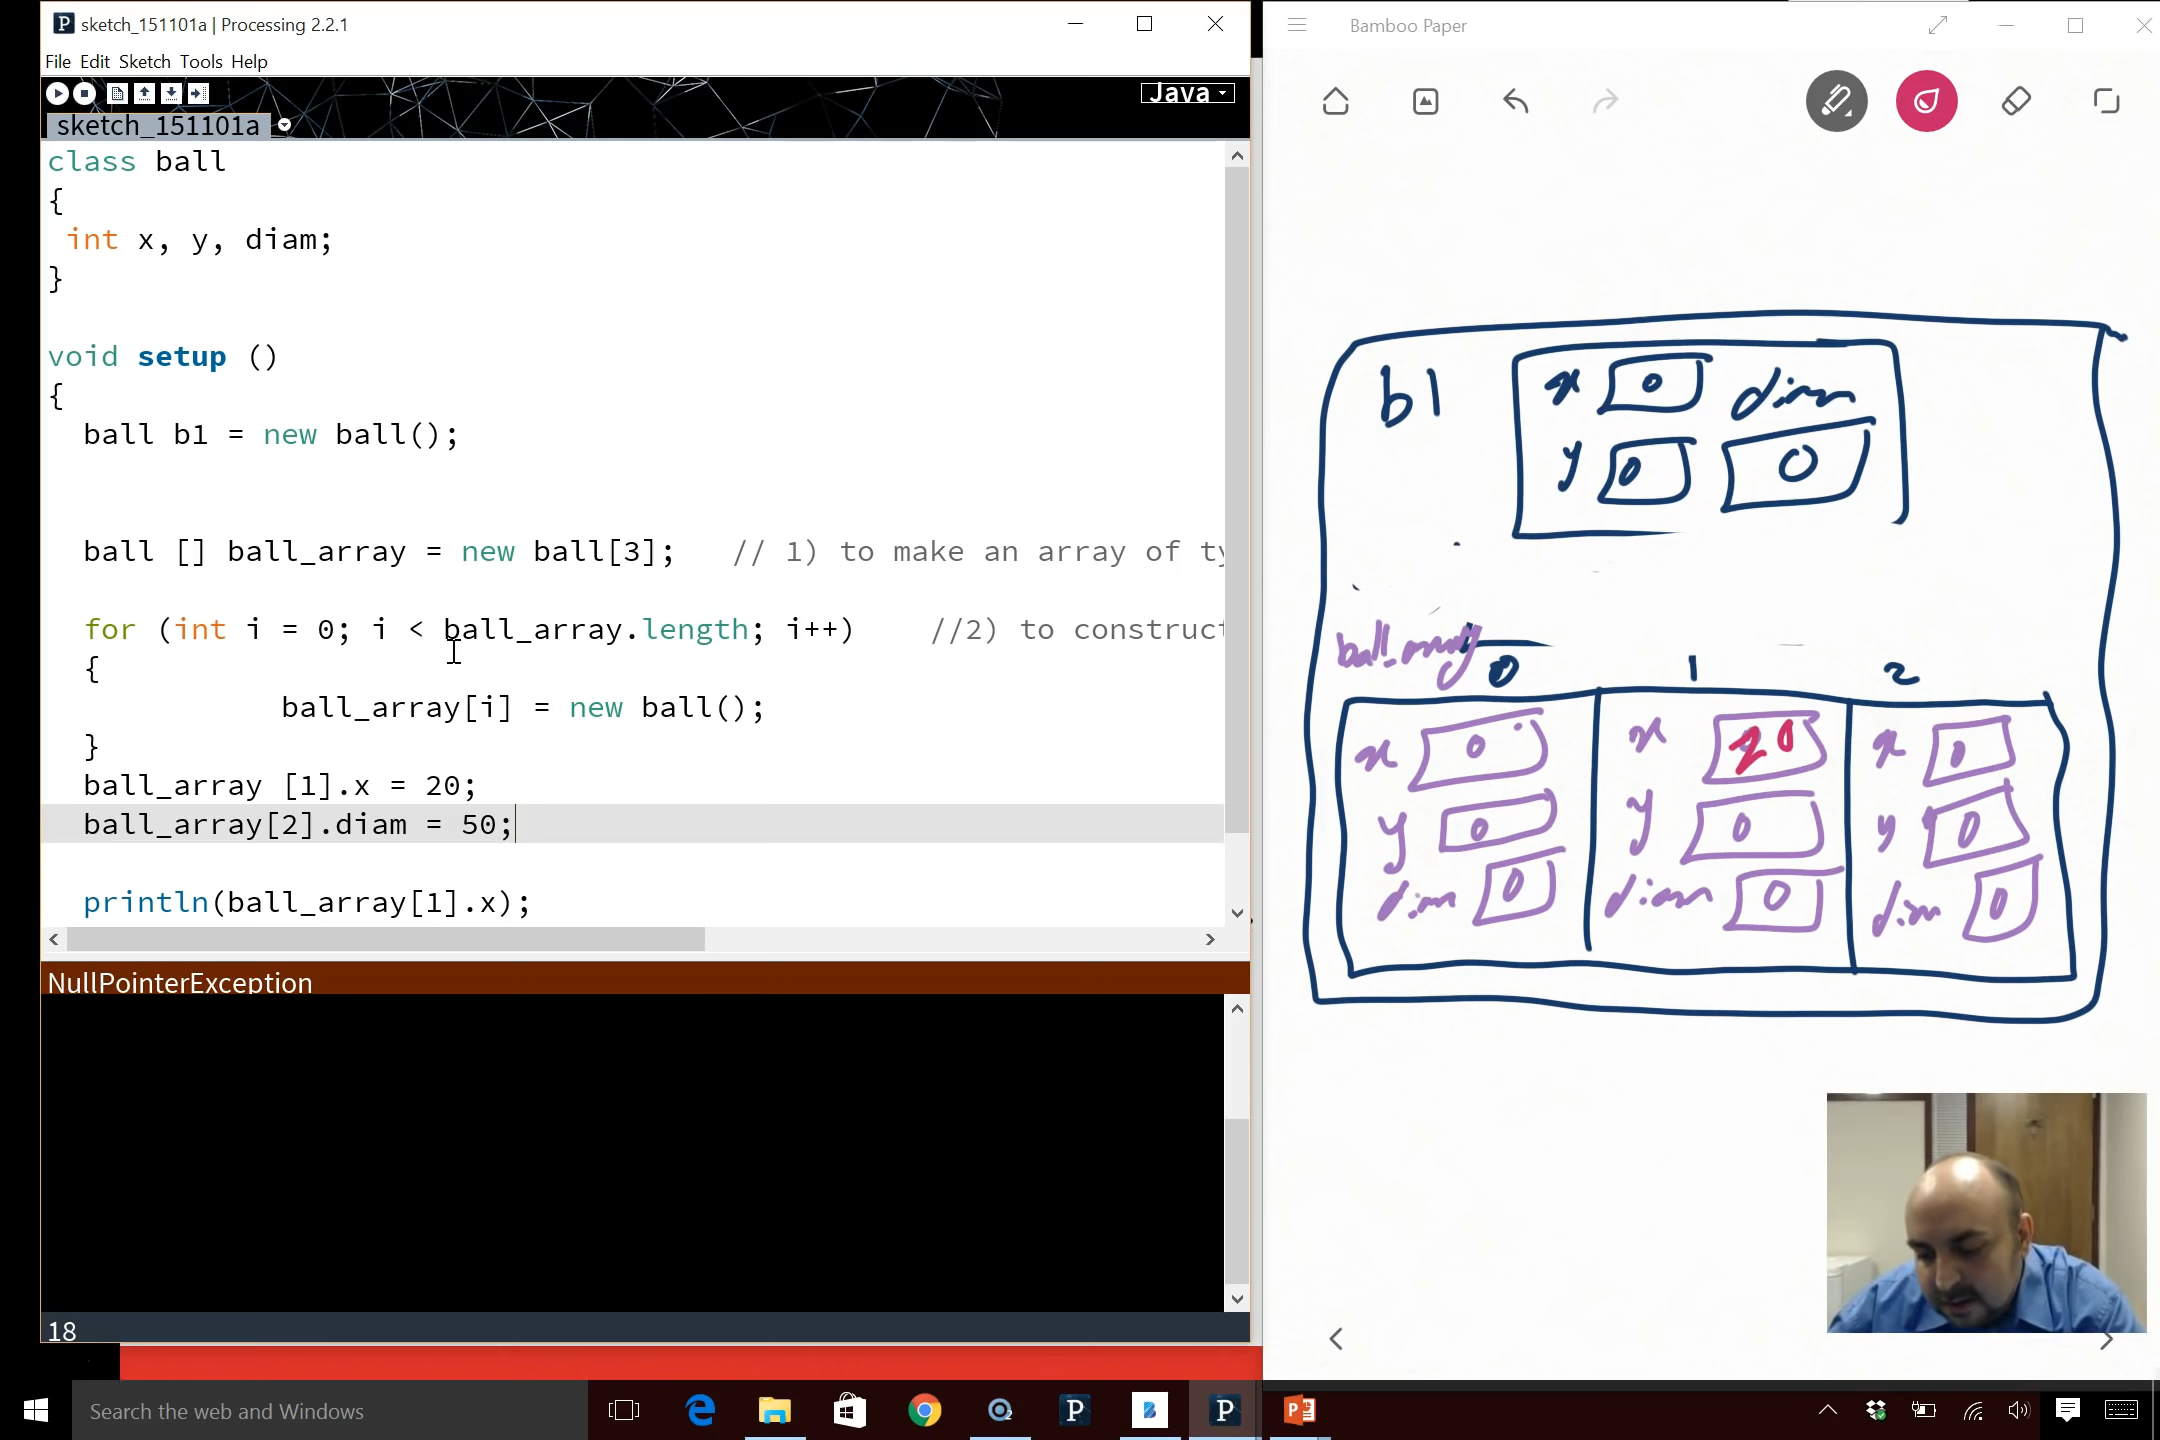 sketch_151101a | Processing 2.2.1
File Edit Sketch Tools Help
Java
sketch_151101a
class ball
{
int x, y, diam;
}
void setup ()
{
ball b1 = new ball();
ball [] ball_array = new ball[3]; // 1) to make an array of ty
for (int i = 0; i < ball_array.length; i++) //2) to construct
{
ball_array[i] = new ball();
}
ball_array [1].x = 20;
ball_array[2].diam = 50;
println(ball_array[1].x);
NullPointerException
18
Bamboo Paper
b1 x 0 diam
y 0 0
ball_array 0 1 2
x 0 x 20 x 0
y 0 y 0 y 0
diam 0 diam 0 diam 0
Search the web and Windows